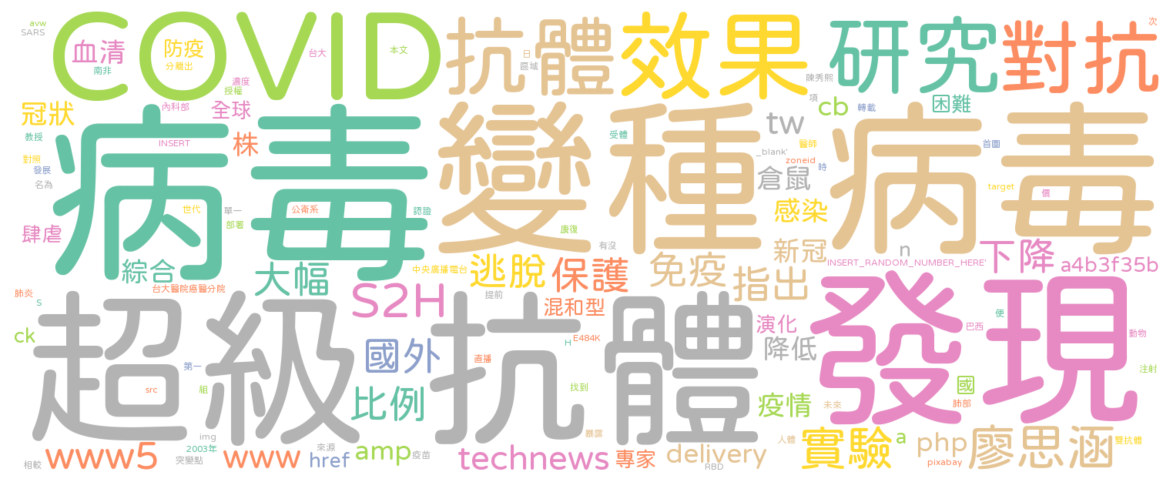 COVID
抗體
效果
研究
對抗
avw
SARS
血清
南非
防疫
分離出
台大
本文
日
區域
次
濃度
授權
陳秀熙
項
冠狀
教授
內科部
全球
INSERT
株
受體
tw
cb
轉載
困難
病毒
變種
病毒
對照
發展
名為
世代
公衛系
單一
部署
認證
醫師
_blank'
zoneid
特
倉鼠
首圖
target
價
肆虐
感染
康復
有沒
新冠
n
下降
a4b3f35b
'INSERT_RANDOM_NUMBER_HERE'
綜合
大幅
中央廣播電台
逃脫
保護
免疫
指出
肺炎
S
台大醫院癌醫分院
S2H
提前
混和型
超級
抗體
發現
演化
降低
便
巴西
動物
ck
國外
第一
H
E484K
直播
src
組
比例
找到
疫情
未來
國
肺部
注射
img
2003年
來源
突變點
暴露
人體
雙抗體
相較
www5
www
href
amp
疫苗
technews
專家
delivery
RBD
實驗
a
php
pixabay
廖思涵